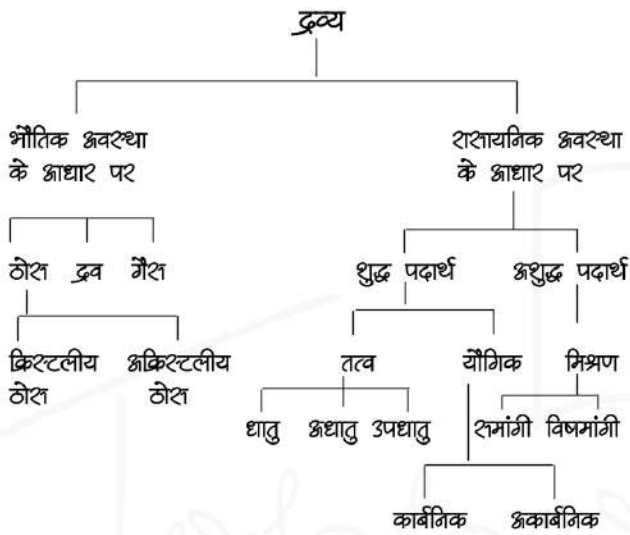 द्रव्य
भौतिक अवस्था
के आधार पर
रासायनिक अवस्था
के आधार पर
ठोस द्रव गैस
शुद्ध पदार्थ अशुद्ध पदार्थ
क्रिस्टलीय
ठोस
अक्रिस्टलीय
ठोस
तत्व यौगिक मिश्रण
धातु अधातु उपधातु
समांगी विषमांगी
कार्बनिक अकार्बनिक